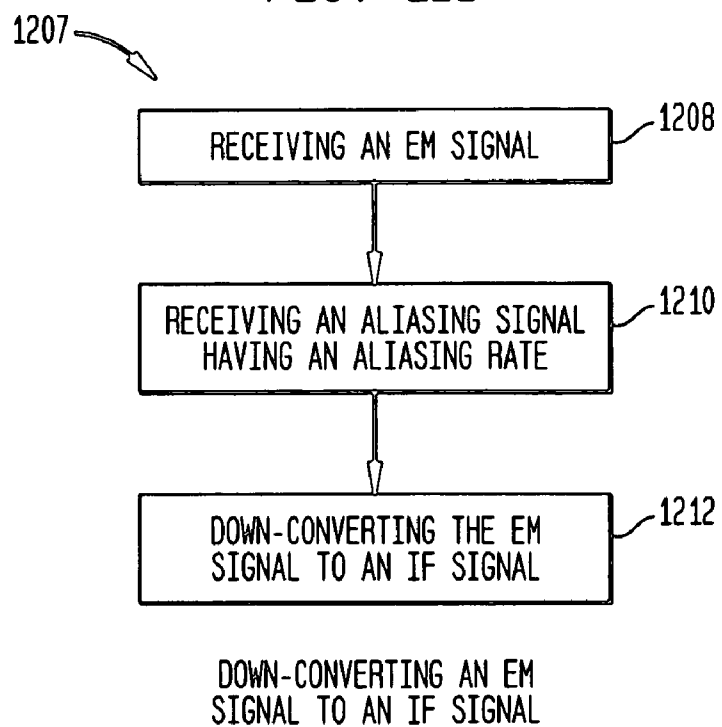 1207
RECEIVING AN EM SIGNAL
1208
RECEIVING AN ALIASING SIGNAL
HAVING AN ALIASING RATE
1210
DOWN-CONVERTING THE EM
SIGNAL TO AN IF SIGNAL
1212
DOWN-CONVERTING AN EM
SIGNAL TO AN IF SIGNAL